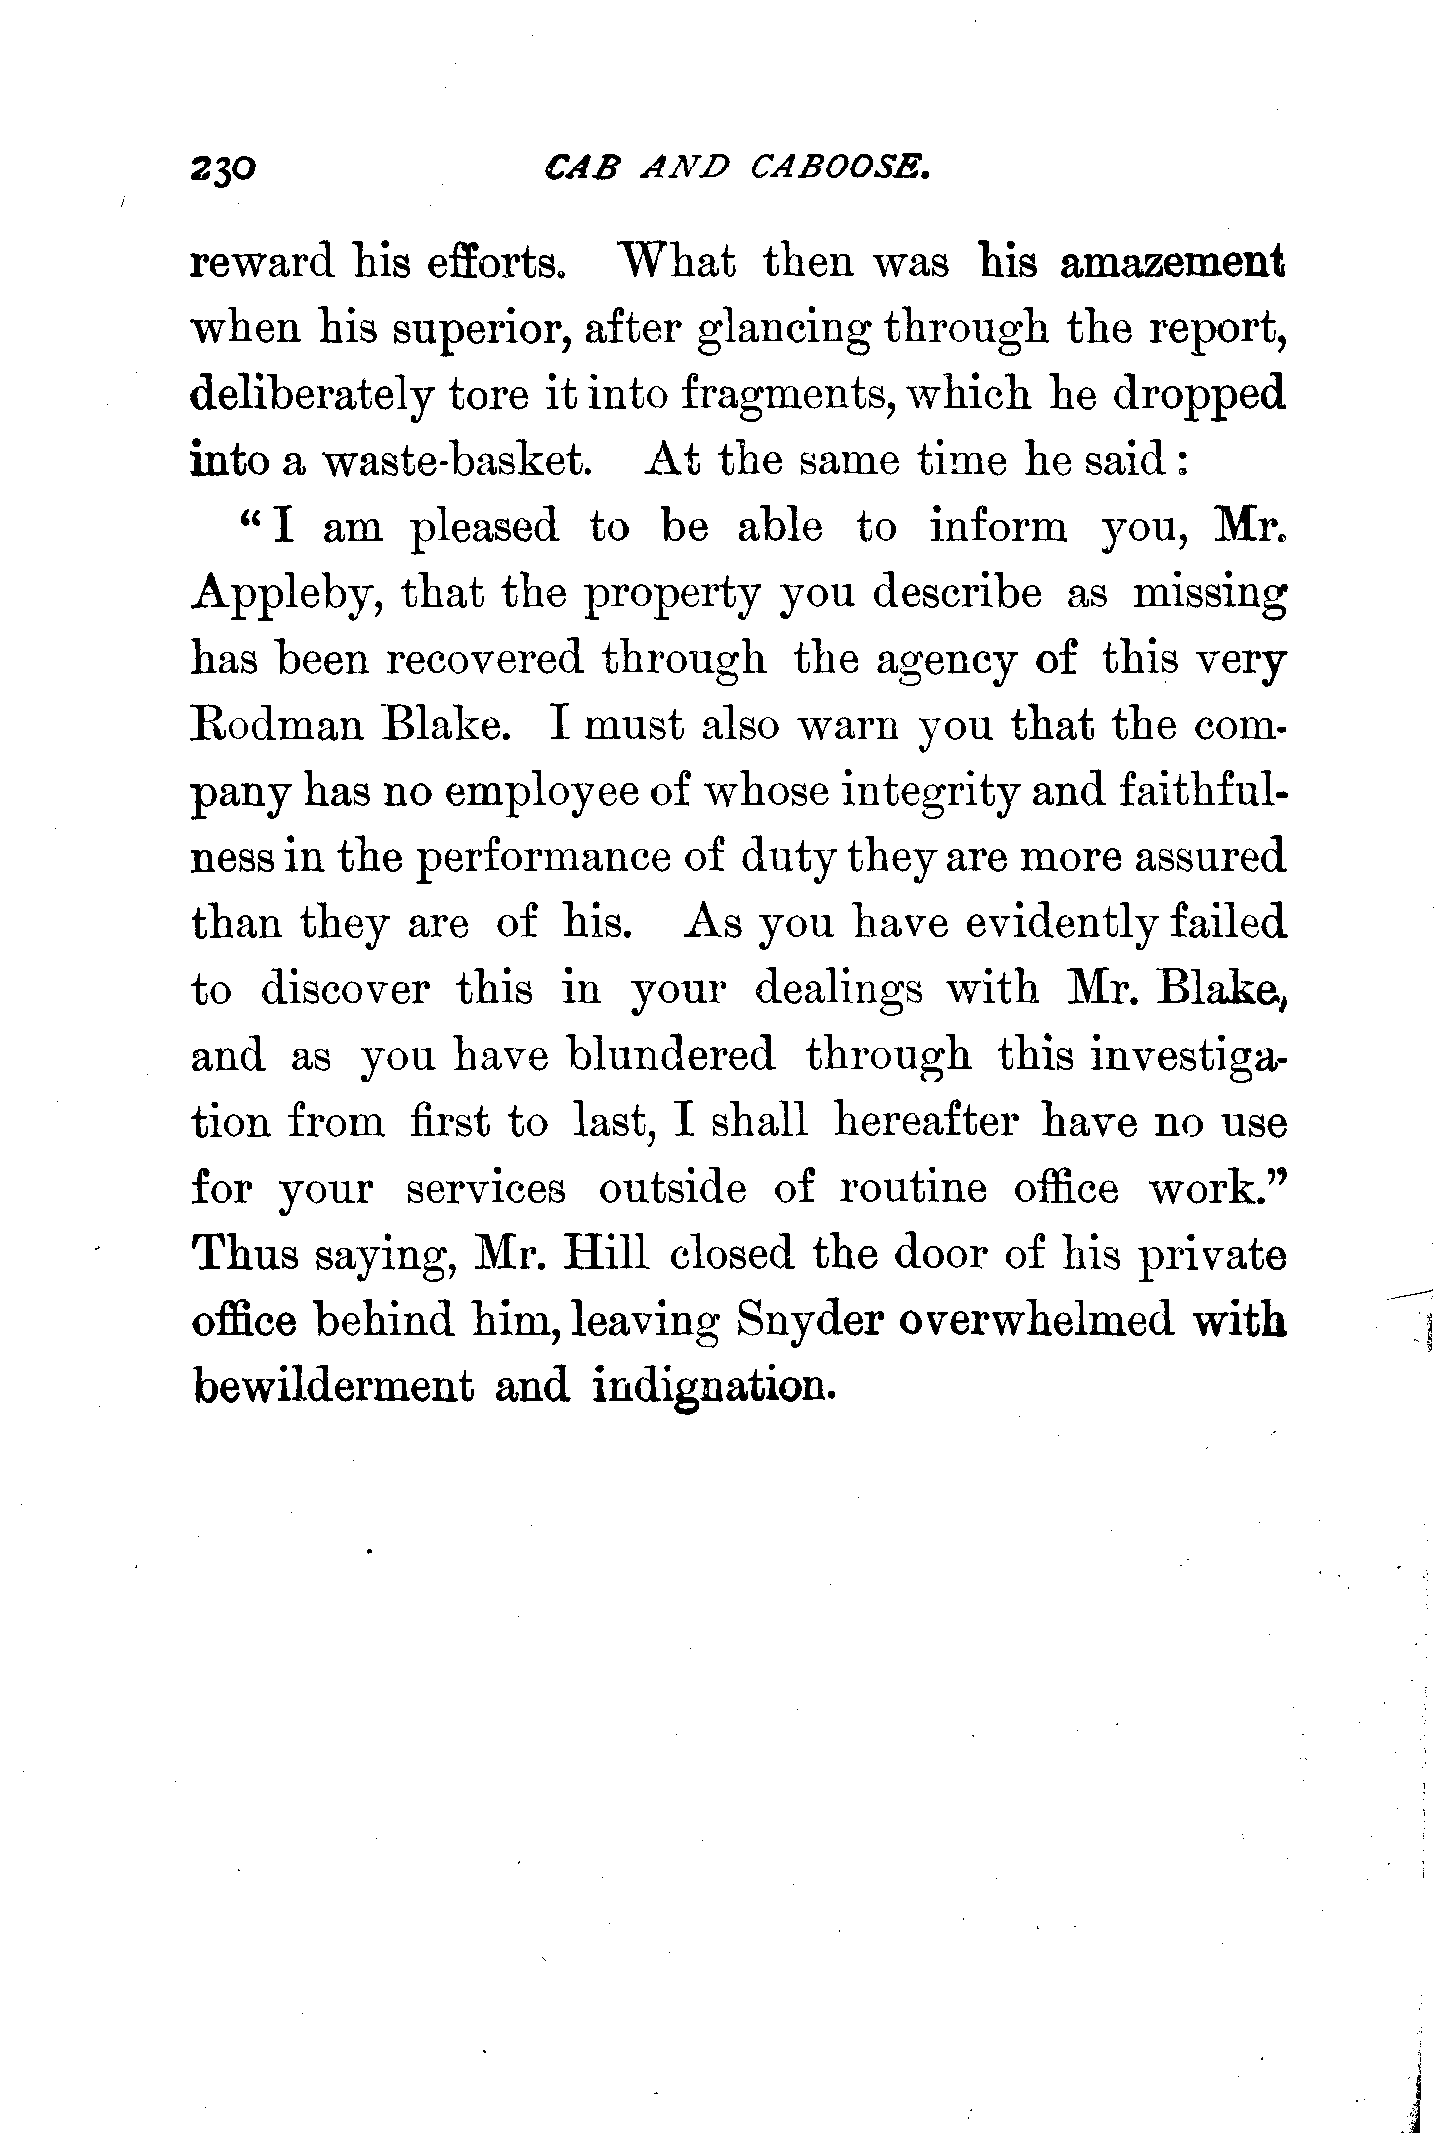 230 CAB AND CABOOSE.
reward his efforts. What then was his amazement
when his superior, after glancing through the report,
deliberately tore it into fragments, which he dropped
into a waste-basket. At the same time he said :
“ I am pleased to be able to inform you, Mr.
Appleby, that the property you describe as missing
has been recovered through the agency of this very
Rodman Blake. I must also warn you that the com-
pany has no employee of whose integrity and faithful-
ness in the performance of duty they are more assured
than they are of his. As you have evidently failed
to discover this in your dealings with Mr. Blake,
and as you have blundered through this investiga-
tion from first to last, I shall hereafter have no use
for your services outside of routine office work.”
Thus saying, Mr. Hill closed the door of his private
office behind him, leaving Snyder overwhelmed with
bewilderment and indignation.